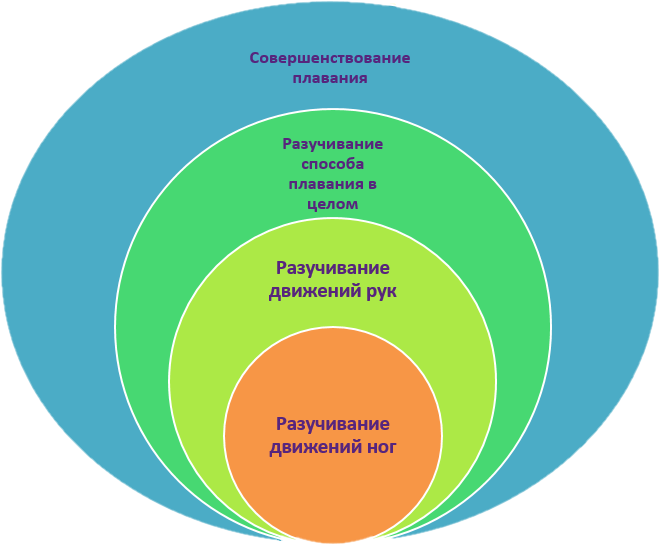 Совершенствование
плавания
Разучивание
способа
плавания в
целом
Разучивание
движений рук
Разучивание
движений ног